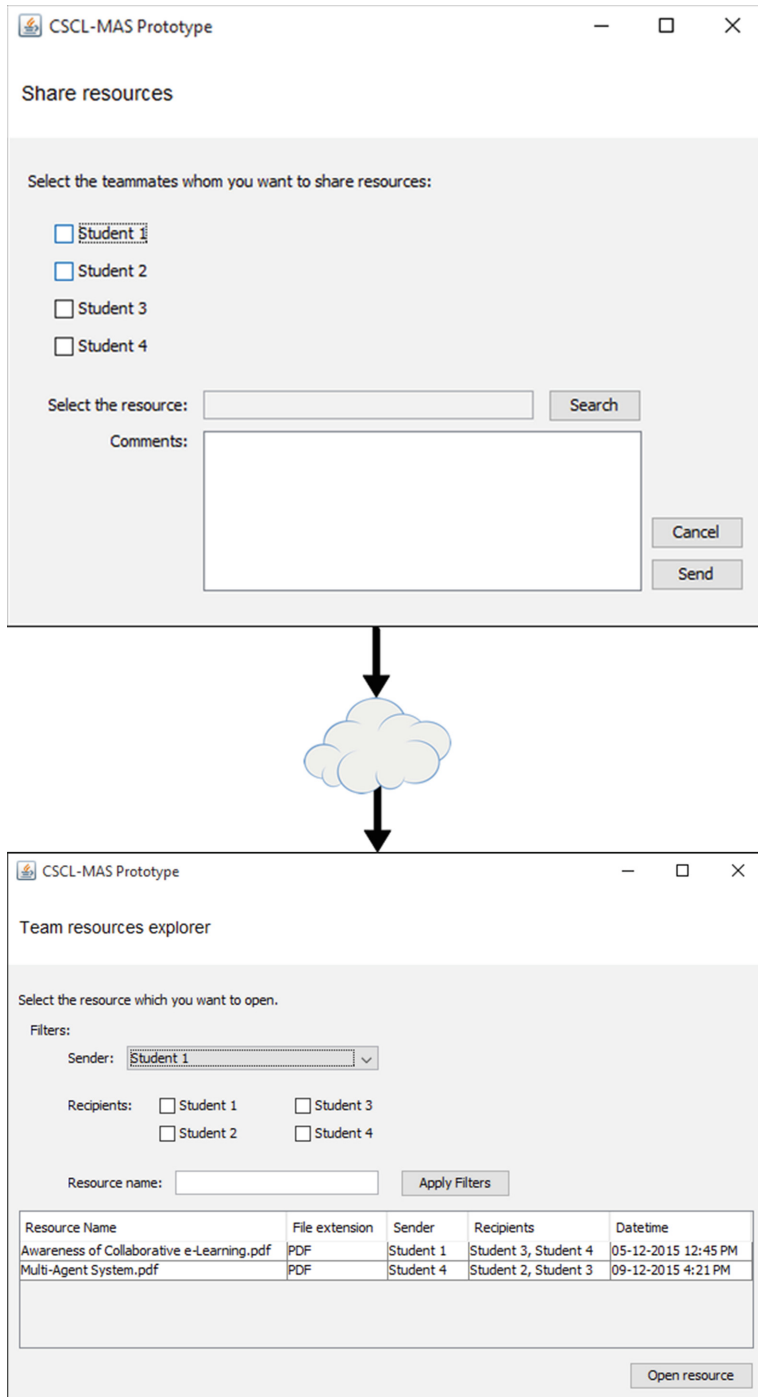 CSCL-MAS Prototype
Share resources
Select the teammates whom you want to share resources:
Student 1
Student 2
Student 3
Student 4
Select the resource: Search
Comments:
Cancel
Send
CSCL-MAS Prototype
Team resources explorer
Select the resource which you want to open.
Filters:
Sender: Student 1
Recipients: Student 1 Student 3
Student 2 Student 4
Resource name: Apply Filters
Resource Name File extension Sender Recipients Datetime
Awareness of Collaborative e-Learning.pdf PDF Student 1 Student 3, Student 4 05-12-2015 12:45 PM
Multi-Agent System.pdf PDF Student 4 Student 2, Student 3 09-12-2015 4:21 PM
Open resource